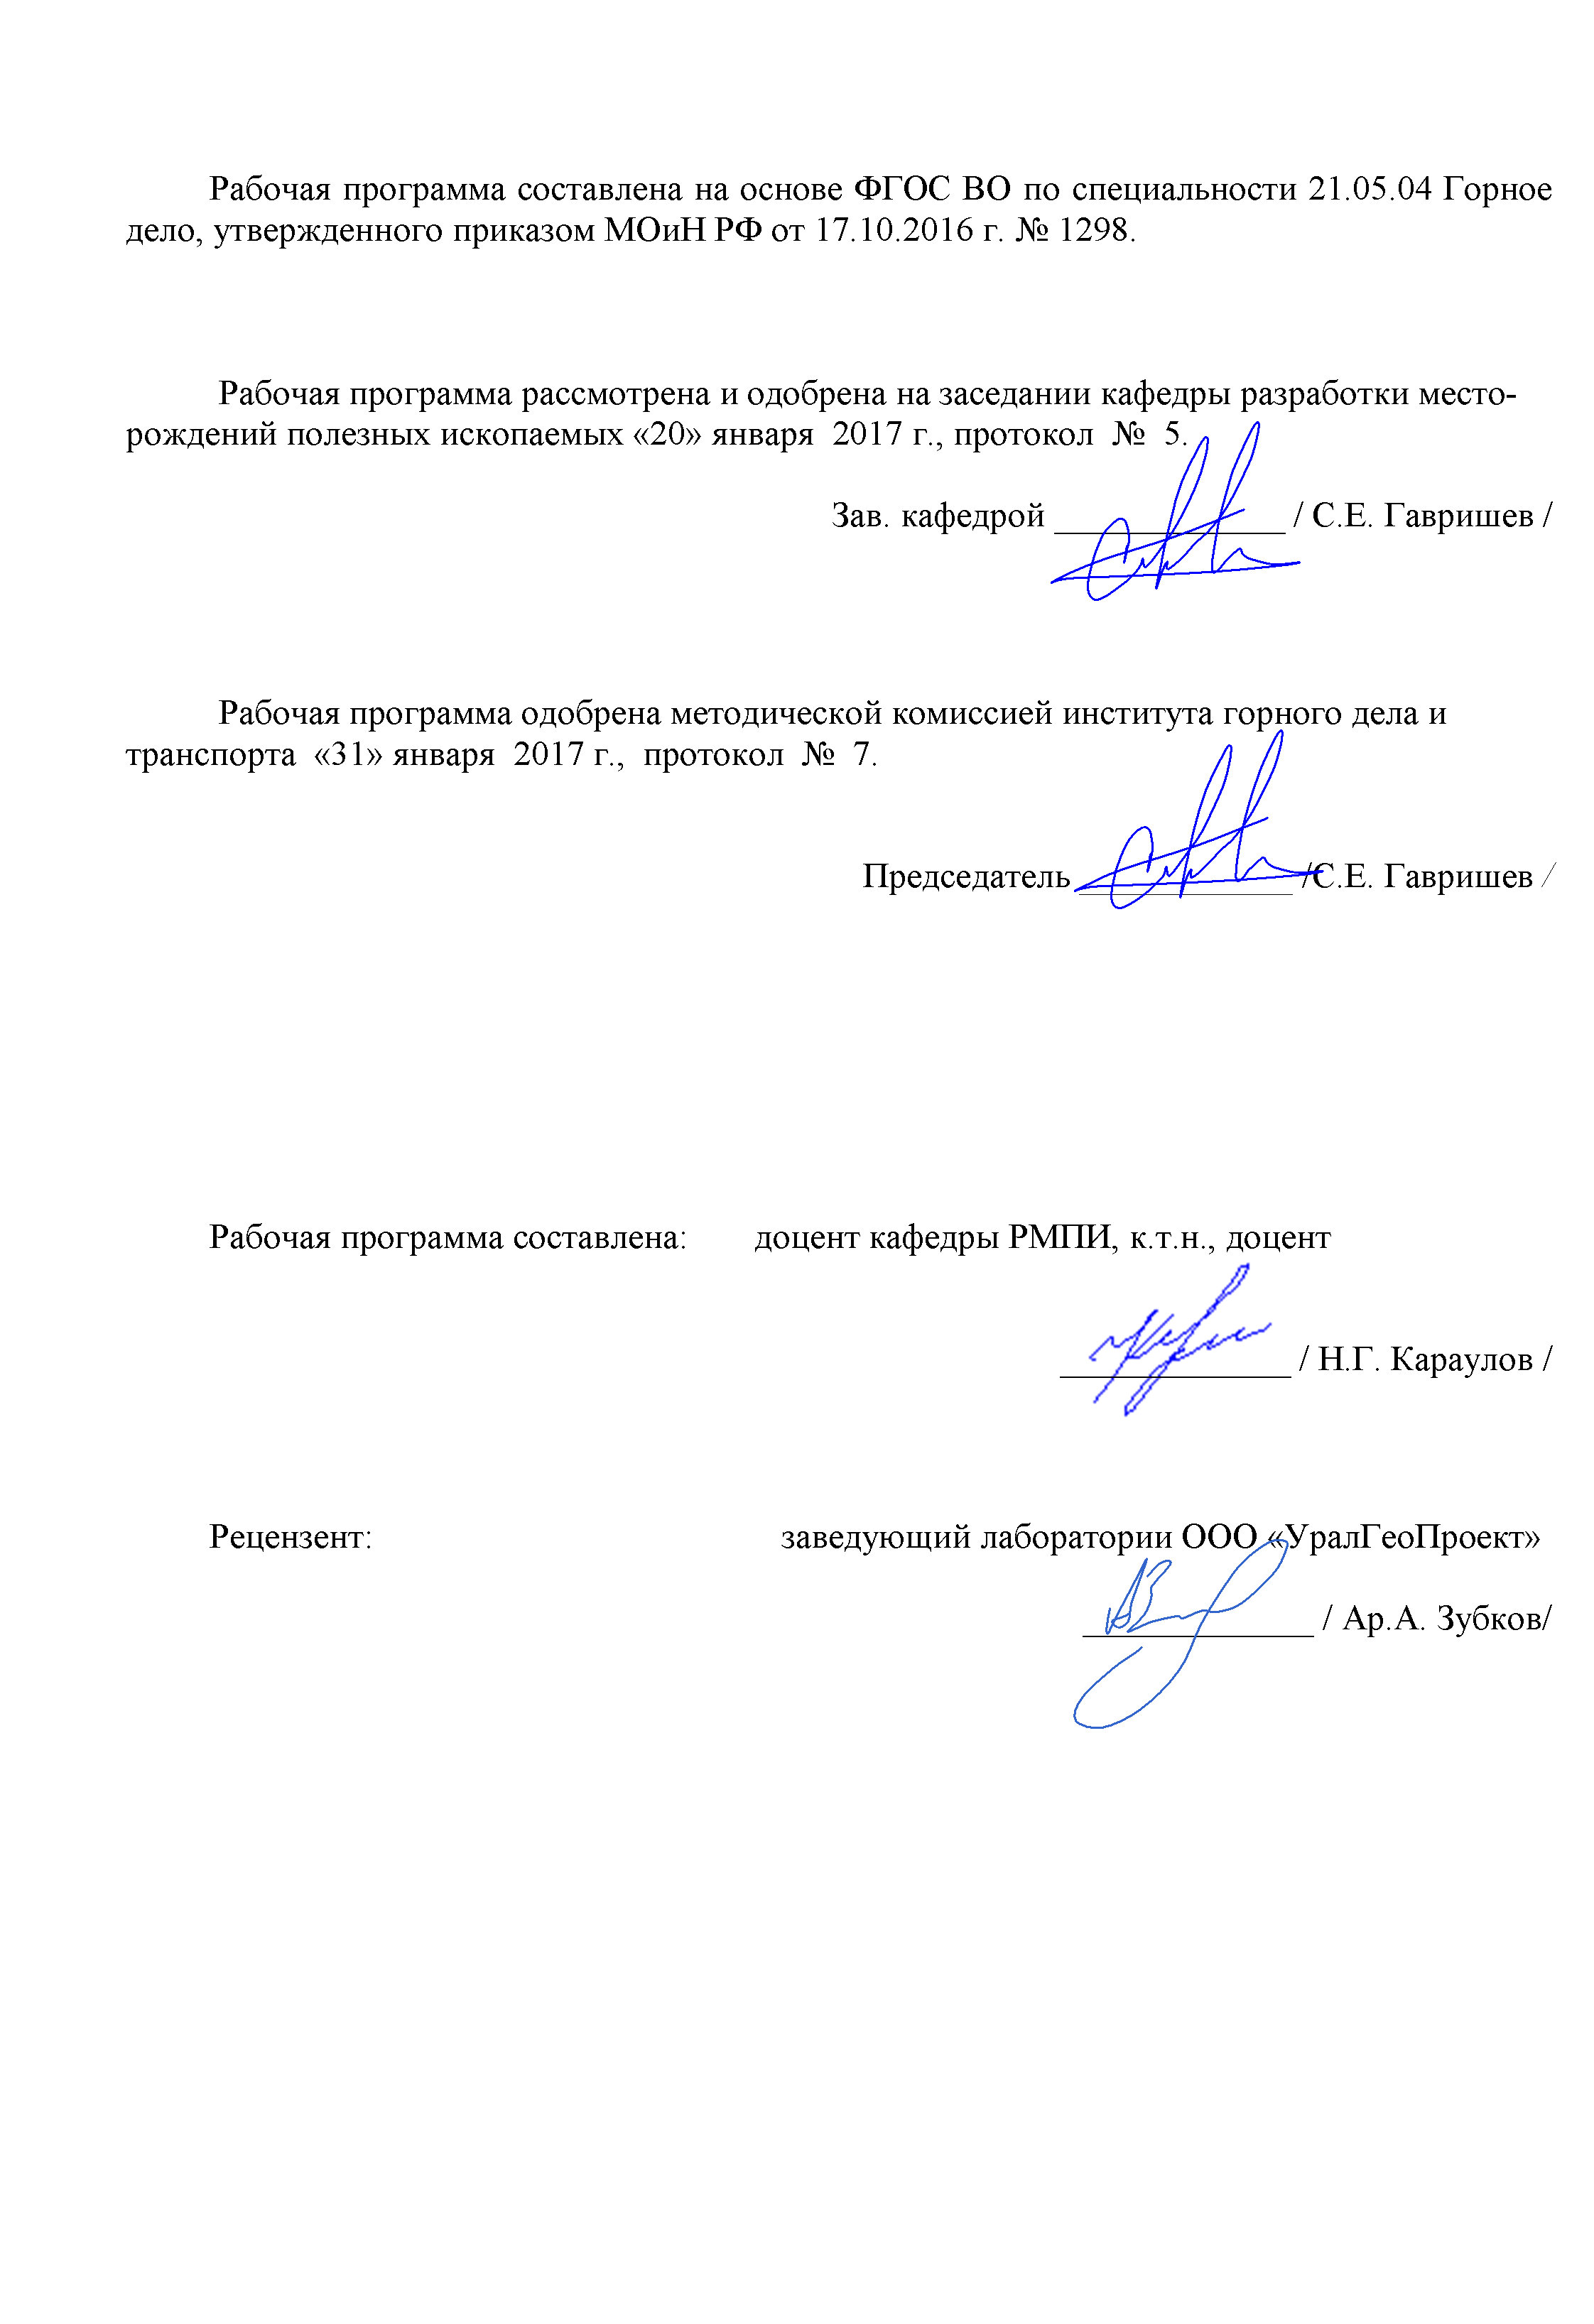 Рабочая программа составлена на основе ФГОС ВО по специальности 21.05.04 Горное
дело, утвержденного приказом МОиН РФ от 17.10.2016 г. № 1298.
Рабочая программа рассмотрена и одобрена на заседании кафедры разработки место-
рождений полезных ископаемых «20» января 2017 г., протокол № 5.
Зав. кафедрой _____________ / С.Е. Гавришев /
Рабочая программа одобрена методической комиссией института горного дела и
транспорта «31» января 2017 г., протокол № 7.
Председатель ____________ /С.Е. Гавришев /
Рабочая программа составлена: доцент кафедры РМПИ, к.т.н., доцент
_____________ / Н.Г. Караулов /
Рецензент: заведующий лаборатории ООО «УралГеоПроект»
_____________ / Ар.А. Зубков/